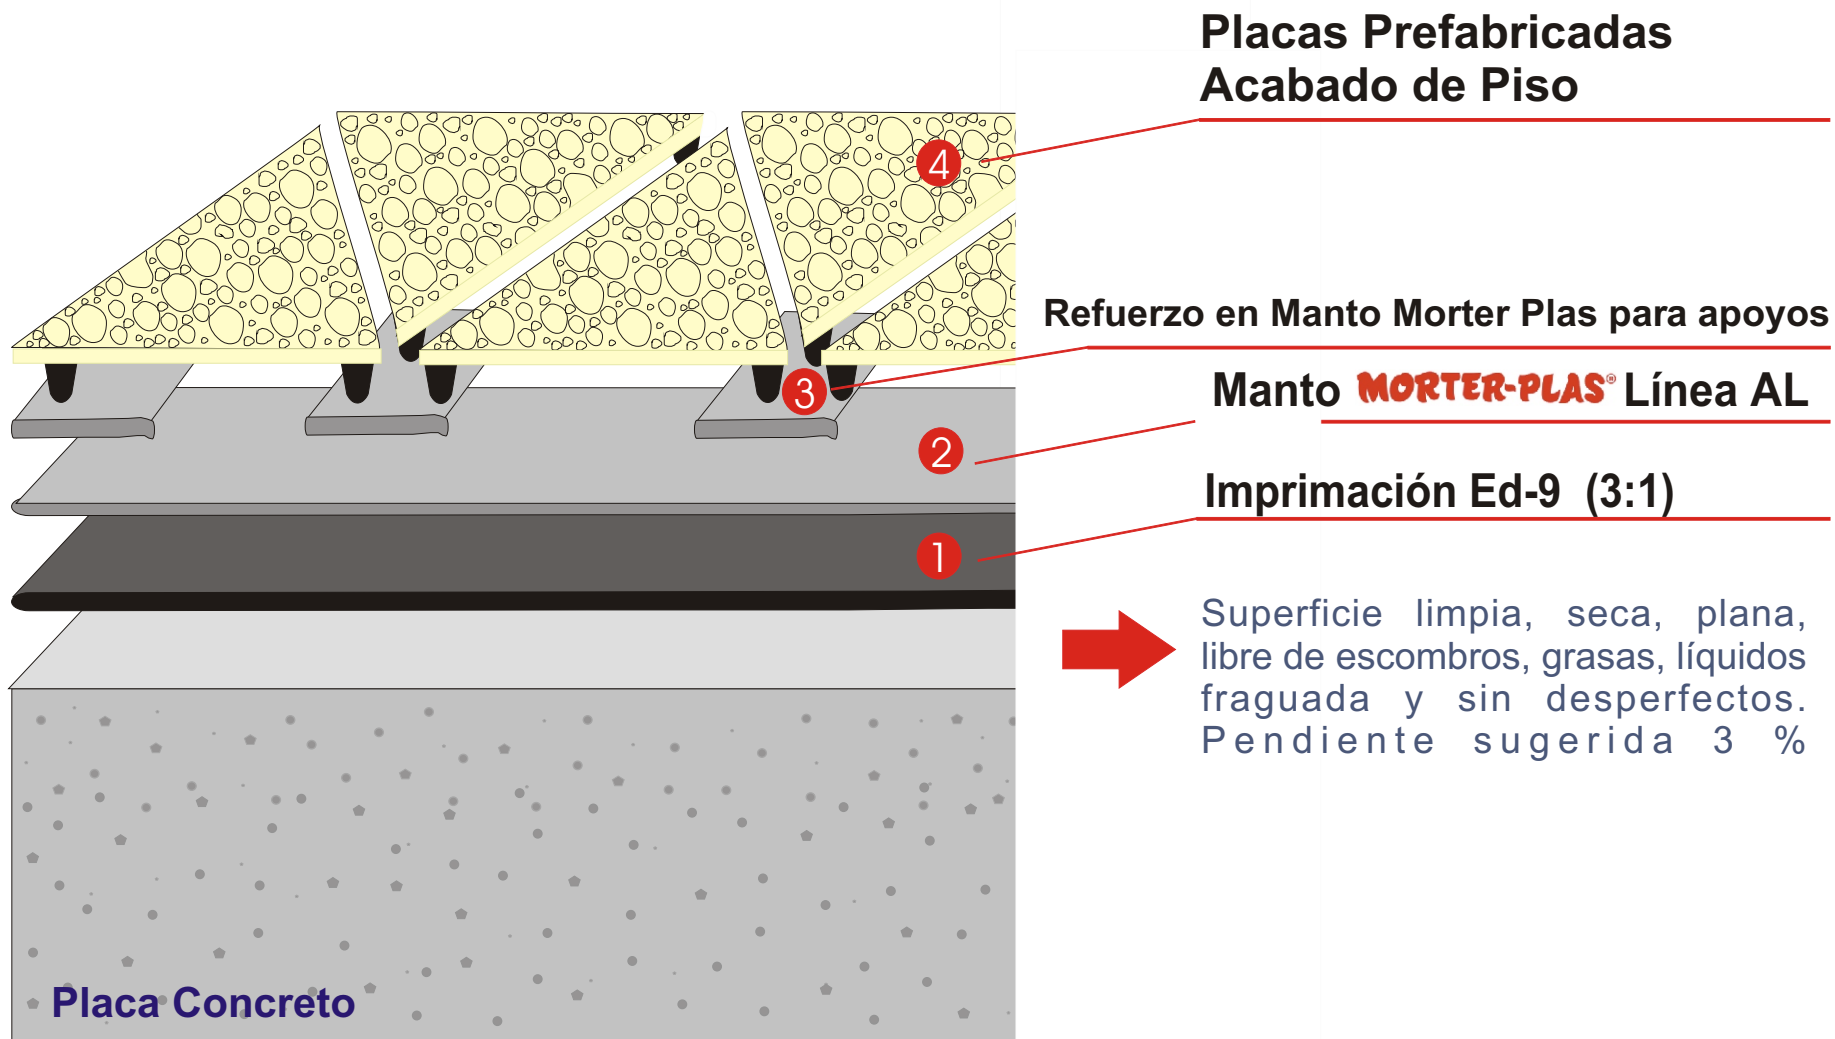 Placas Prefabricadas
Acabado de Piso
4
Refuerzo en Manto Morter Plas para apoyos
3
Manto MORTER-PLAS® Línea AL
2
Imprimación Ed-9 (3:1)
1
Superficie limpia, seca, plana,
libre de escombros, grasas, líquidos
fraguada y sin desperfectos.
Pendiente sugerida 3 %
Placa Concreto